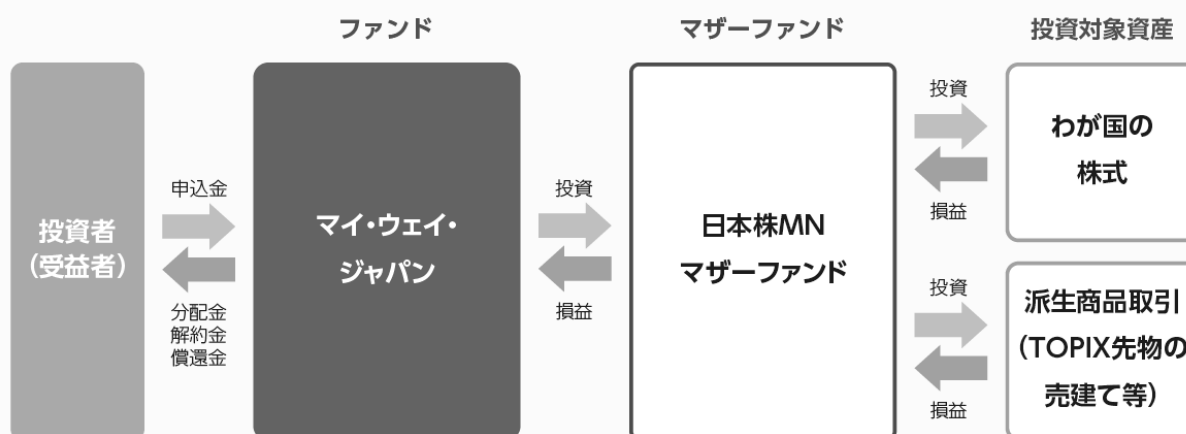 ファンド
マザーファンド
投資対象資産
投資者
(受益者)
申込金
分配金
解約金
償還金
マイ・ウェイ・
ジャパン
投資
損益
日本株MN
マザーファンド
投資
損益
わが国の
株式
投資
損益
派生商品取引
(TOPIX先物の
売建て等)